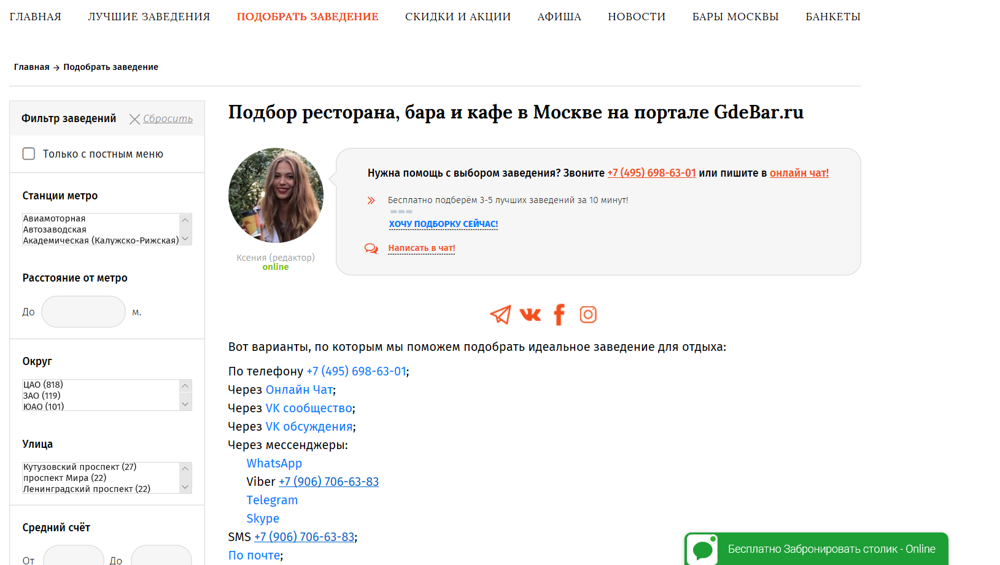 ГЛАВНАЯ ЛУЧШИЕ ЗАВЕДЕНИЯ ПОДОБРАТЬ ЗАВЕДЕНИЕ СКИДКИ И АКЦИИ АФИША НОВОСТИ БАРЫ МОСКВЫ БАНКЕТЫ
Главная → Подобрать заведение
Фильтр заведений Сбросить
Только с постным меню
Станции метро
Авиамоторная
Автозаводская
Академическая (Калужско-Рижская)
Расстояние от метро
До м.
Округ
ЦАО (818)
ЗАО (119)
ЮАО (101)
Улица
Кутузовский проспект (27)
проспект Мира (22)
Ленинградский проспект (22)
Средний счёт
От До
Подбор ресторана, бара и кафе в Москве на портале GdeBar.ru
Ксения (редактор)
online
Нужна помощь с выбором заведения? Звоните +7 (495) 698-63-01 или пишите в онлайн чат!
Бесплатно подберём 3-5 лучших заведений за 10 минут!
ХОЧУ ПОДБОРКУ СЕЙЧАС!
Написать в чат!
Вот варианты, по которым мы поможем подобрать идеальное заведение для отдыха:
По телефону +7 (495) 698-63-01;
Через Онлайн Чат;
Через VK сообщество;
Через VK обсуждения;
Через мессенджеры:
WhatsApp
Viber +7 (906) 706-63-83
Telegram
Skype
SMS +7 (906) 706-63-83;
По почте;
Бесплатно Забронировать столик - Online